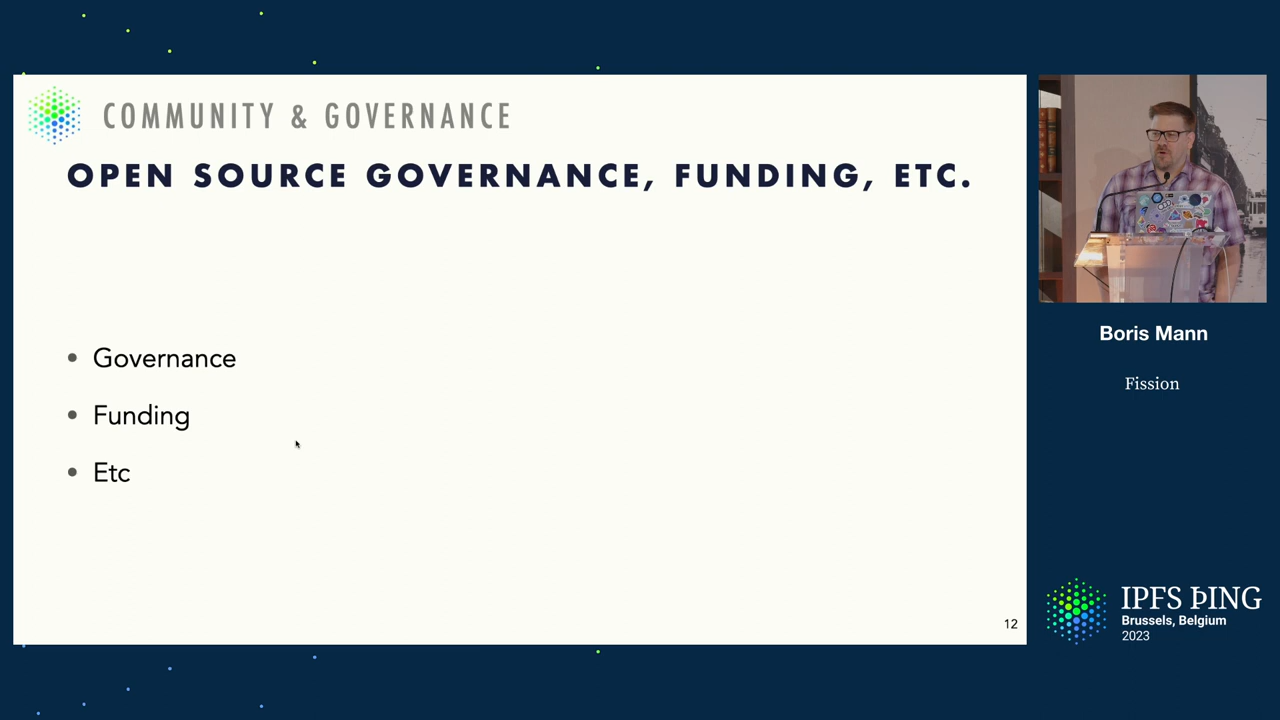 COMMUNITY & GOVERNANCE
OPEN SOURCE GOVERNANCE, FUNDING, ETC.
• Governance
• Funding
• Etc
12
Boris Mann
Fission
IPFS ÞING
Brussels, Belgium
2023